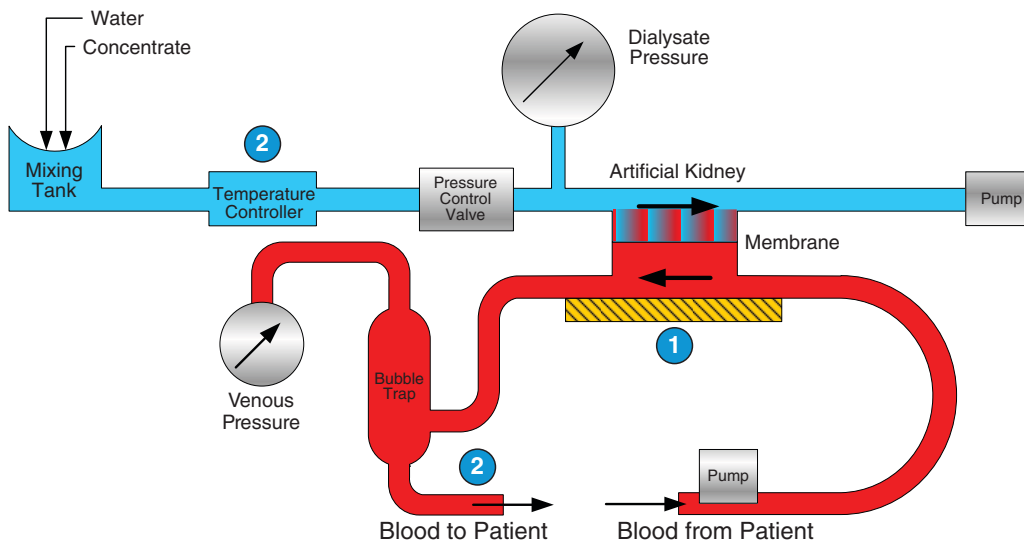 Water
Concentrate
Dialysate
Pressure
2
Mixing
Tank
Temperature
Controller
Pressure
Control
Valve
Artificial Kidney
Pump
Membrane
1
Venous
Pressure
Bubble
Trap
2
Pump
Blood to Patient
Blood from Patient